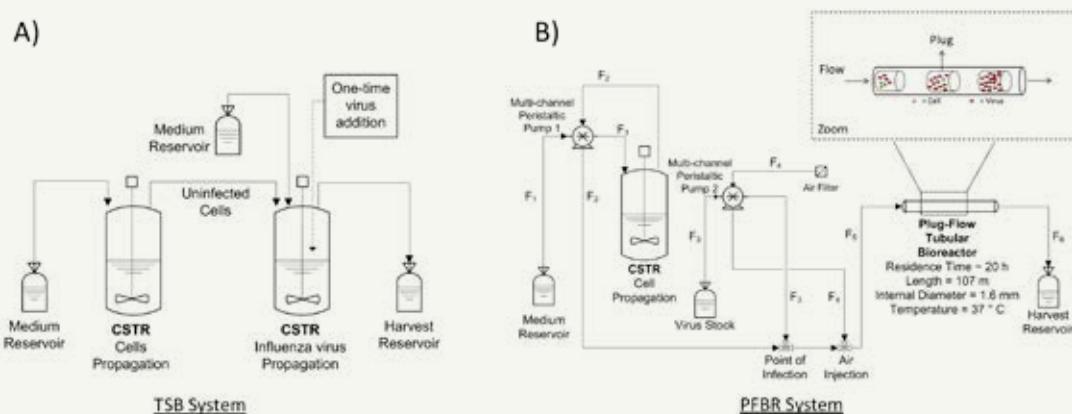 A)
One-time
virus
addition
Medium
Reservoir
Uninfected
Cells
Medium
Reservoir
CSTR
Cells
Propagation
CSTR
Influenza virus
Propagation
Harvest
Reservoir
TSB System
B)
Plug
Flow
= Cell
= Virus
Zoom
F₂
Multi-channel
Peristaltic
Pump 1
F₁
Multi-channel
Peristaltic
Pump 2
F₄
Air Filter
F₁
F₂
CSTR
Cell
Propagation
F₃
Virus Stock
F₃
F₄
F₅
Medium
Reservoir
Point of
Infection
Air
Injection
Plug-Flow
Tubular
Bioreactor
Residence Time ~ 20 h
Length = 107 m
Internal Diameter = 1.6 mm
Temperature = 37 ° C
Harvest
Reservoir
PFBR System